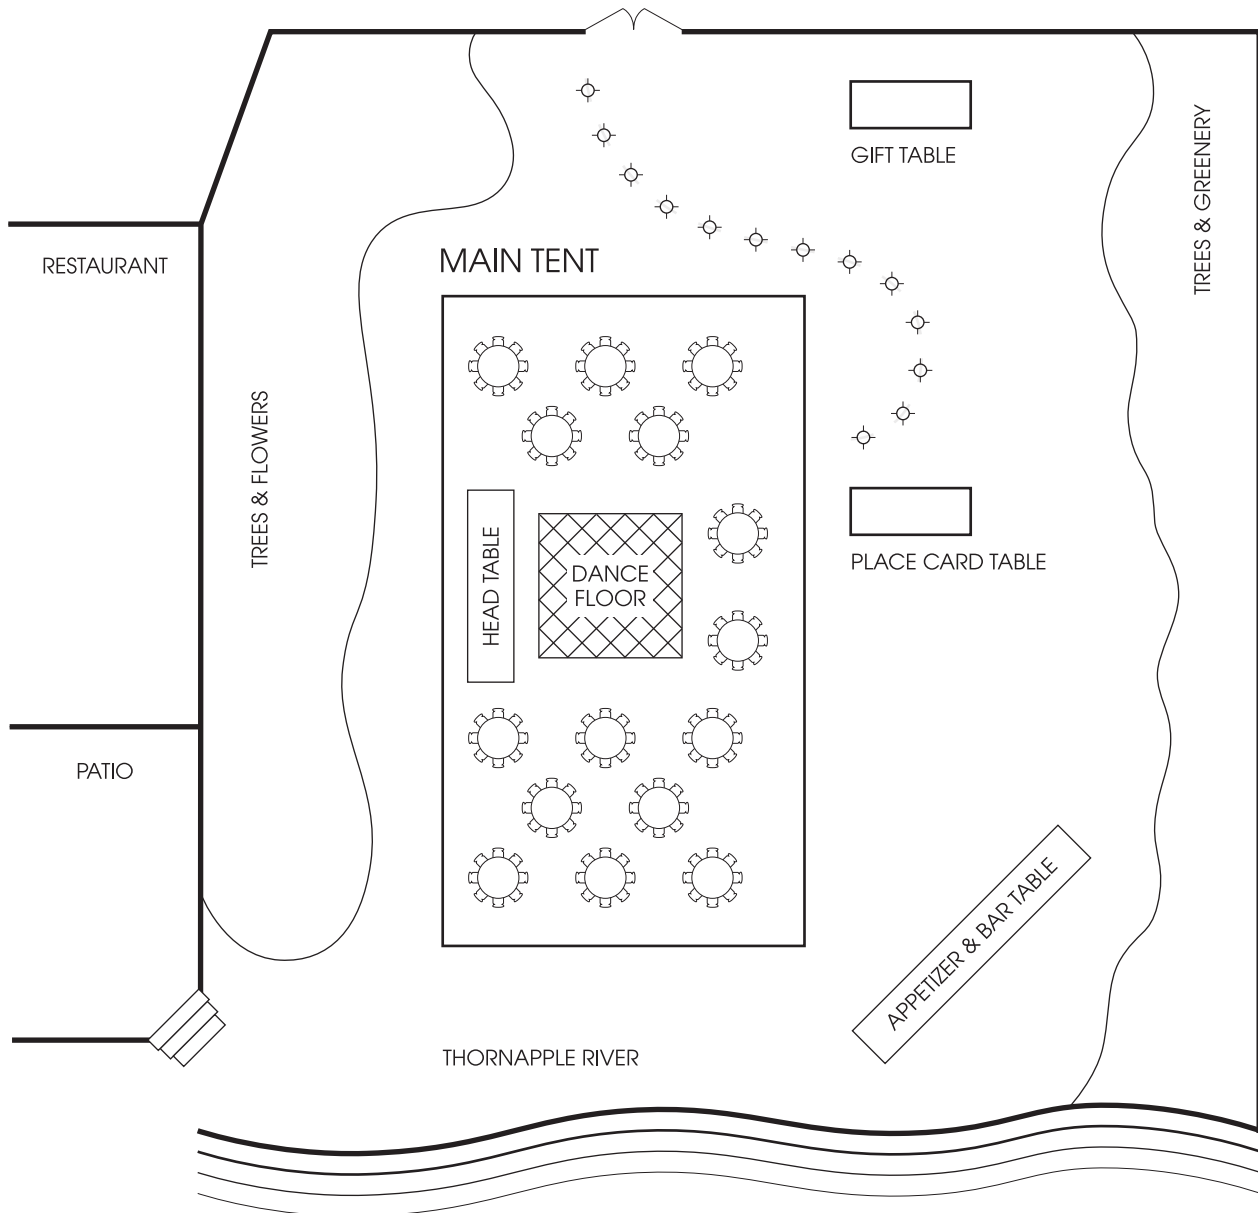 GIFT TABLE
TREES & GREENERY
MAIN TENT
RESTAURANT
TREES & FLOWERS
HEAD TABLE
DANCE
FLOOR
PLACE CARD TABLE
PATIO
APPETIZER & BAR TABLE
THORNAPPLE RIVER